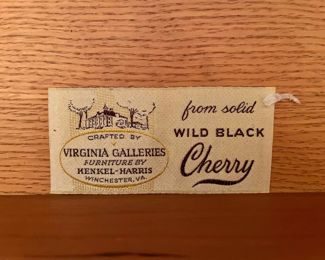 CRAFTED BY
VIRGINIA GALLERIES
FURNITURE BY
HENKEL-HARRIS
WINCHESTER, VA.
from solid
WILD BLACK
Cherry